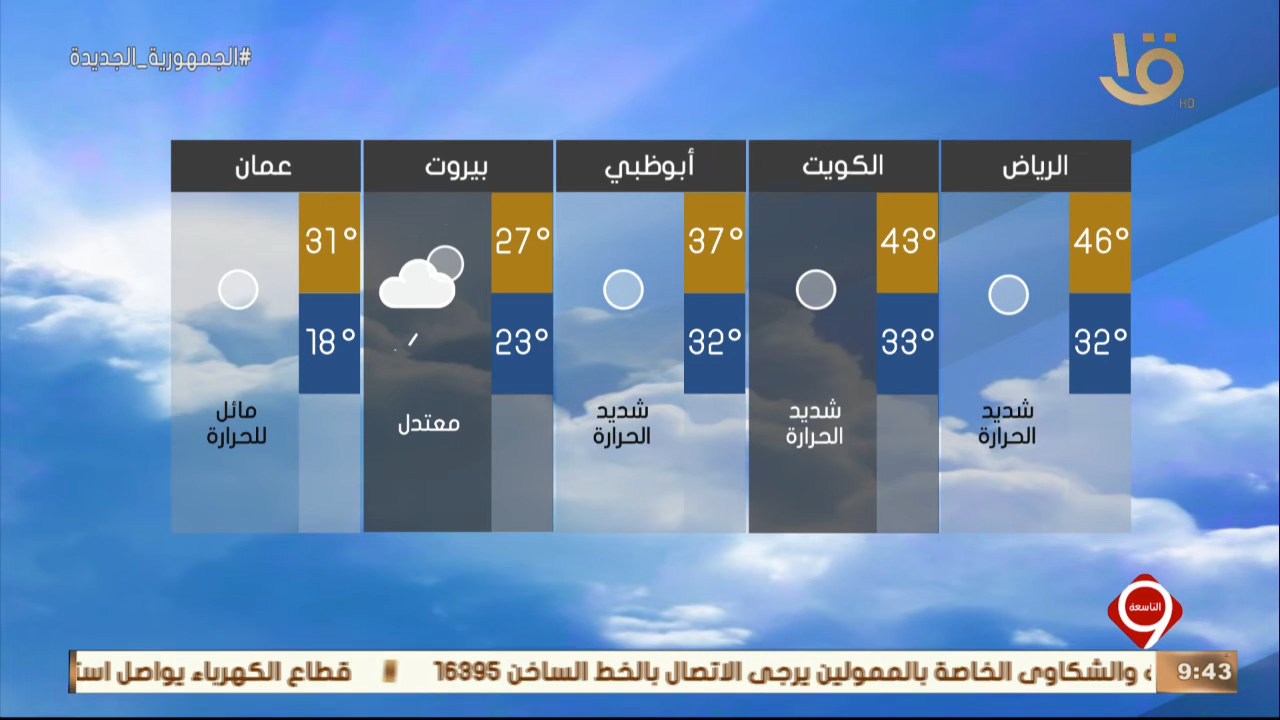 #الجمهورية_الجديدة
HD
الرياض
46°
32°
شديد
الحرارة
الكويت
43°
33°
شديد
الحرارة
أبوظبي
37°
32°
شديد
الحرارة
بيروت
27°
23°
معتدل
عمان
31°
18°
مائل
للحرارة
التاسعة
9
9:43
والشكاوى الخاصة بالممولين يرجى الاتصال بالخط الساخن 16395 قطاع الكهرباء يواصل